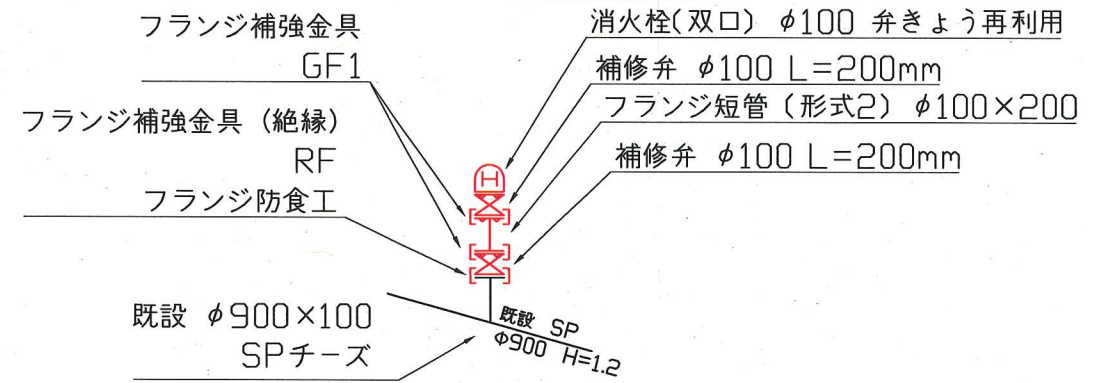 フランジ補強金具
GF1
フランジ補強金具（絶縁）
RF
フランジ防食工
既設 φ900×100
SPチーズ
消火栓（双口） φ100 弁きょう再利用
補修弁 φ100 L=200mm
フランジ短管（形式2） φ100×200
補修弁 φ100 L=200mm
H
既設 SP
Φ900 H=1.2